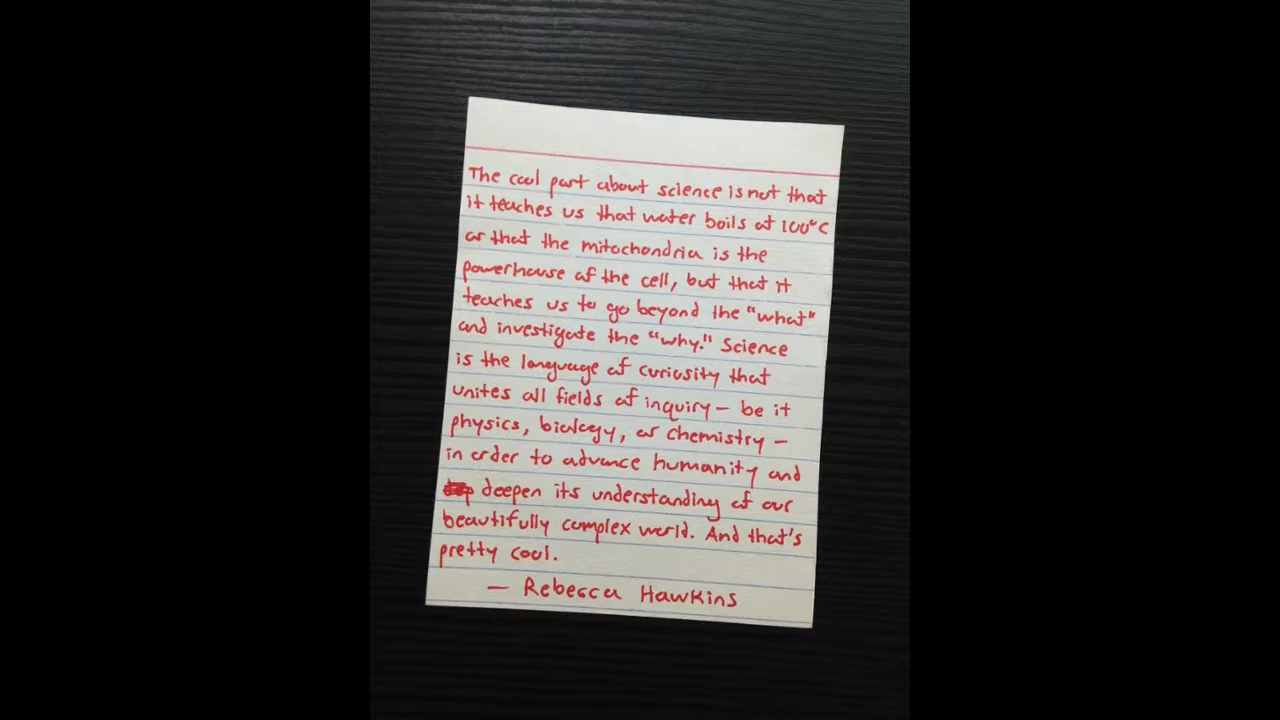 The cool part about science is not that
it teaches us that water boils at 100°C
or that the mitochondria is the
powerhouse of the cell, but that it
teaches us to go beyond the "what"
and investigate the "why." Science
is the language of curiosity that
unites all fields of inquiry – be it
physics, biology, or chemistry –
in order to advance humanity and
deepen its understanding of our
beautifully complex world. And that's
pretty cool.
– Rebecca Hawkins